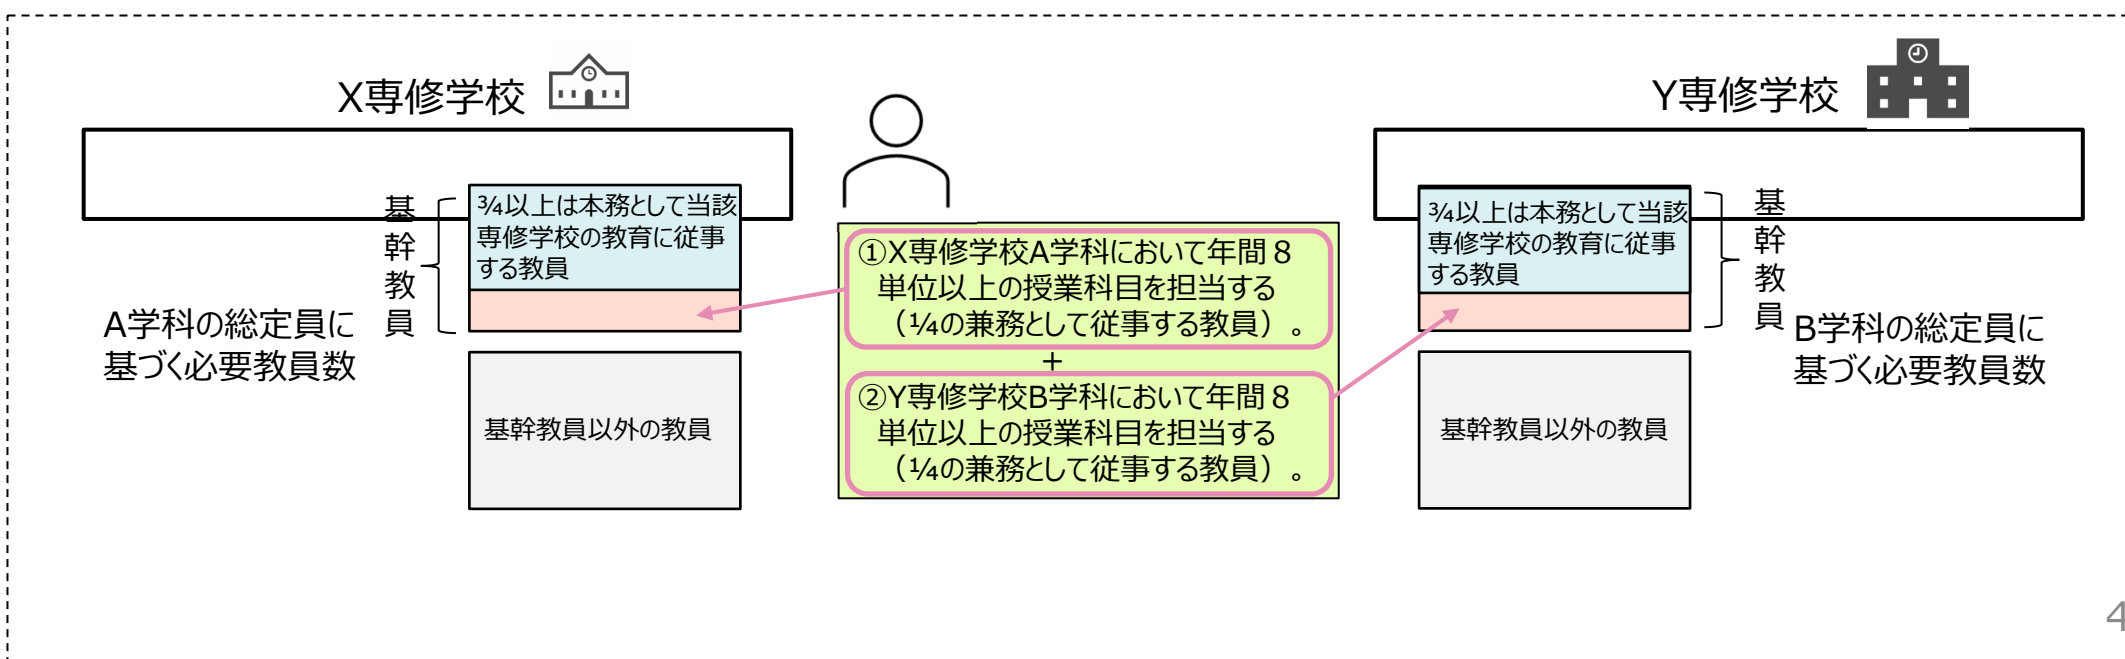 X専修学校
基幹教員
¾以上は本務として当該
専修学校の教育に従事
する教員
A学科の総定員に
基づく必要教員数
基幹教員以外の教員
①X専修学校A学科において年間8
単位以上の授業科目を担当する
（¼の兼務として従事する教員）。
+
②Y専修学校B学科において年間8
単位以上の授業科目を担当する
（¼の兼務として従事する教員）。
Y専修学校
¾以上は本務として当該
専修学校の教育に従事
する教員
基幹教員
B学科の総定員に
基づく必要教員数
基幹教員以外の教員
4